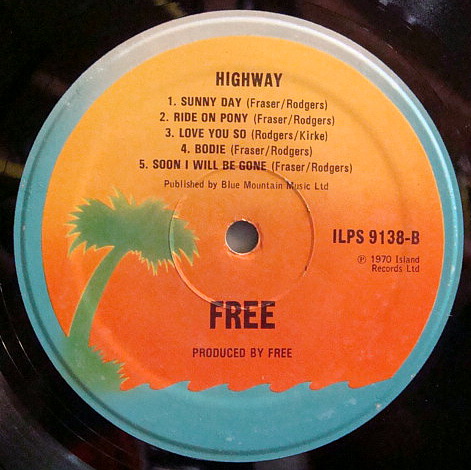 HIGHWAY
1. SUNNY DAY (Fraser/Rodgers)
2. RIDE ON PONY (Fraser/Rodgers)
3. LOVE YOU SO (Rodgers/Kirke)
4. BODIE (Fraser/Rodgers)
5. SOON I WILL BE GONE (Fraser/Rodgers)
Published by Blue Mountain Music Ltd
ILPS 9138-B
℗ 1970 Island
Records Ltd
FREE
PRODUCED BY FREE